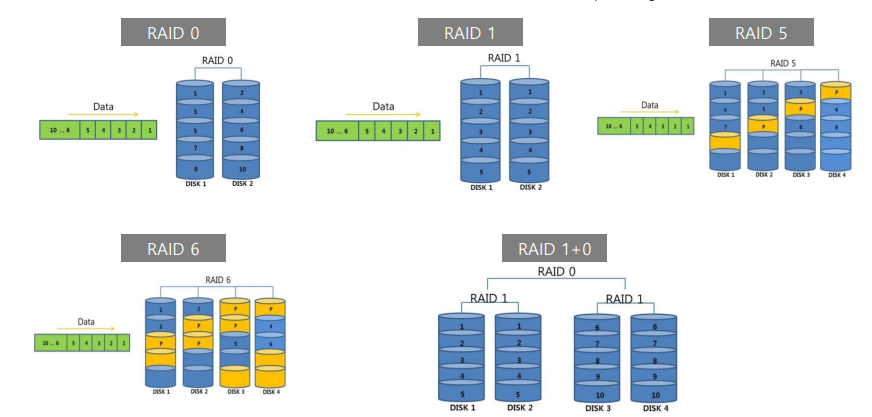 RAID 0
RAID 0
Data
10 ... 6 5 4 3 2 1
1 2
3 4
5 6
7 8
9 10
DISK 1 DISK 2
RAID 1
RAID 1
Data
10 ... 6 5 4 3 2 1
1 1
2 2
3 3
4 4
5 5
DISK 1 DISK 2
RAID 5
RAID 5
Data
10 ... 6 5 4 3 2 1
1 2 3 P
4 5 P 6
7 P 8 9
DISK 1 DISK 2 DISK 3 DISK 4
RAID 6
RAID 6
Data
10 ... 6 5 4 3 2 1
1 2 P P
3 P P 4
P P 5 6
DISK 1 DISK 2 DISK 3 DISK 4
RAID 1+0
RAID 0
RAID 1 RAID 1
1 1 6 6
2 2 7 7
3 3 8 8
4 4 9 9
5 5 10 10
DISK 1 DISK 2 DISK 3 DISK 4